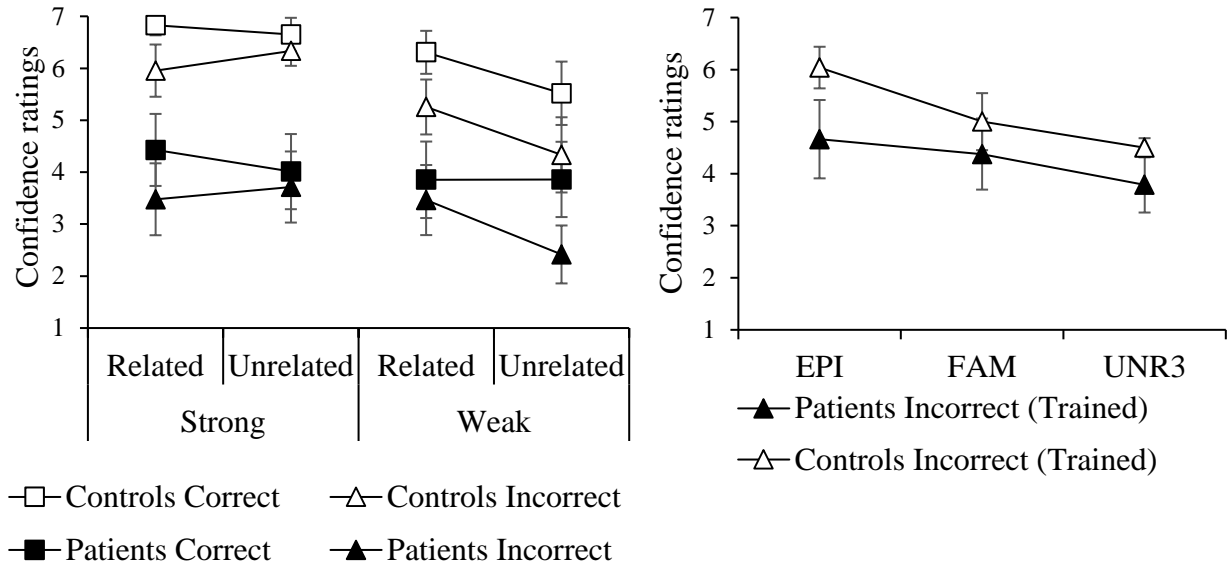 Confidence ratings
7
6
5
4
3
2
1
Related Unrelated Related Unrelated
Strong Weak
Controls Correct Controls Incorrect
Patients Correct Patients Incorrect
Confidence ratings
7
6
5
4
3
2
1
EPI FAM UNR3
Patients Incorrect (Trained)
Controls Incorrect (Trained)